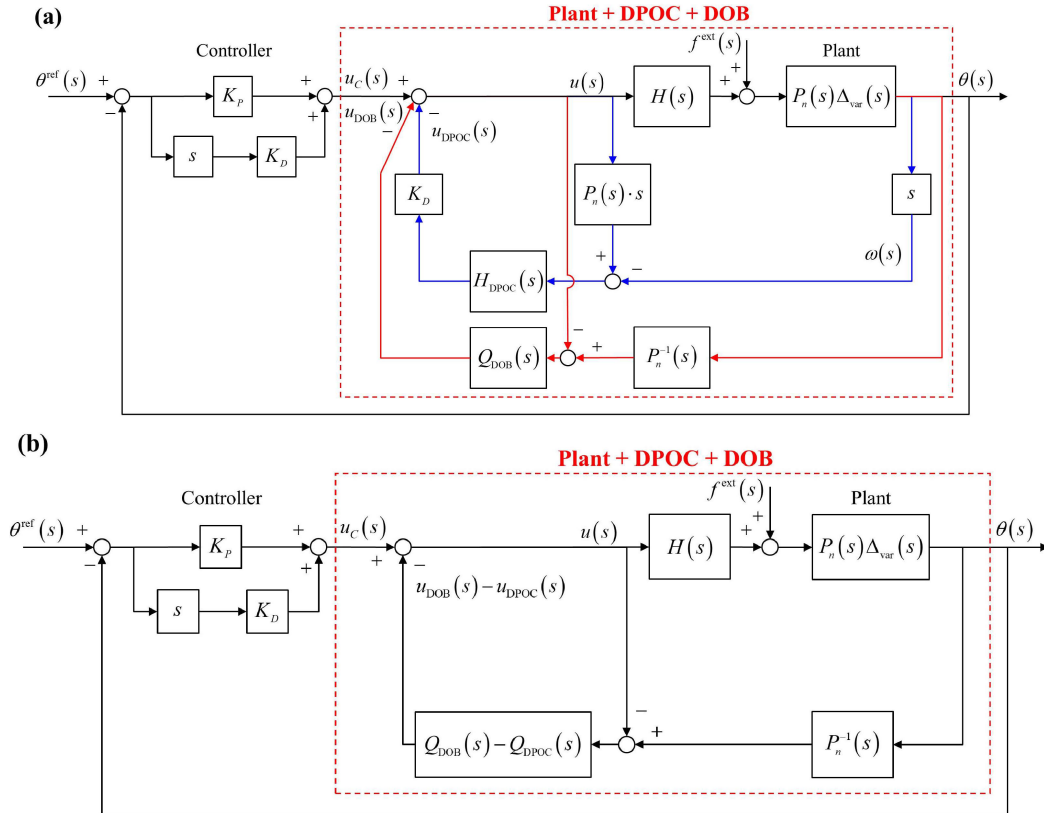 (a)
Plant + DPOC + DOB
f^ext(s)
Controller
Plant
θ^ref(s) + − K_P + + u_C(s) + u(s) H(s) + + P_n(s)Δ_var(s) θ(s)
u_DOB(s) − −
u_DPOC(s)
s K_D
K_D P_n(s)·s s
+ − ω(s)
H_DPOC(s)
−
Q_DOB(s) + P_n^−1(s)
(b)
Plant + DPOC + DOB
f^ext(s)
Controller
Plant
θ^ref(s) + − K_P + + u_C(s) + − u(s) H(s) + + P_n(s)Δ_var(s) θ(s)
u_DOB(s) − u_DPOC(s)
s K_D
−
Q_DOB(s) − Q_DPOC(s) + P_n^−1(s)